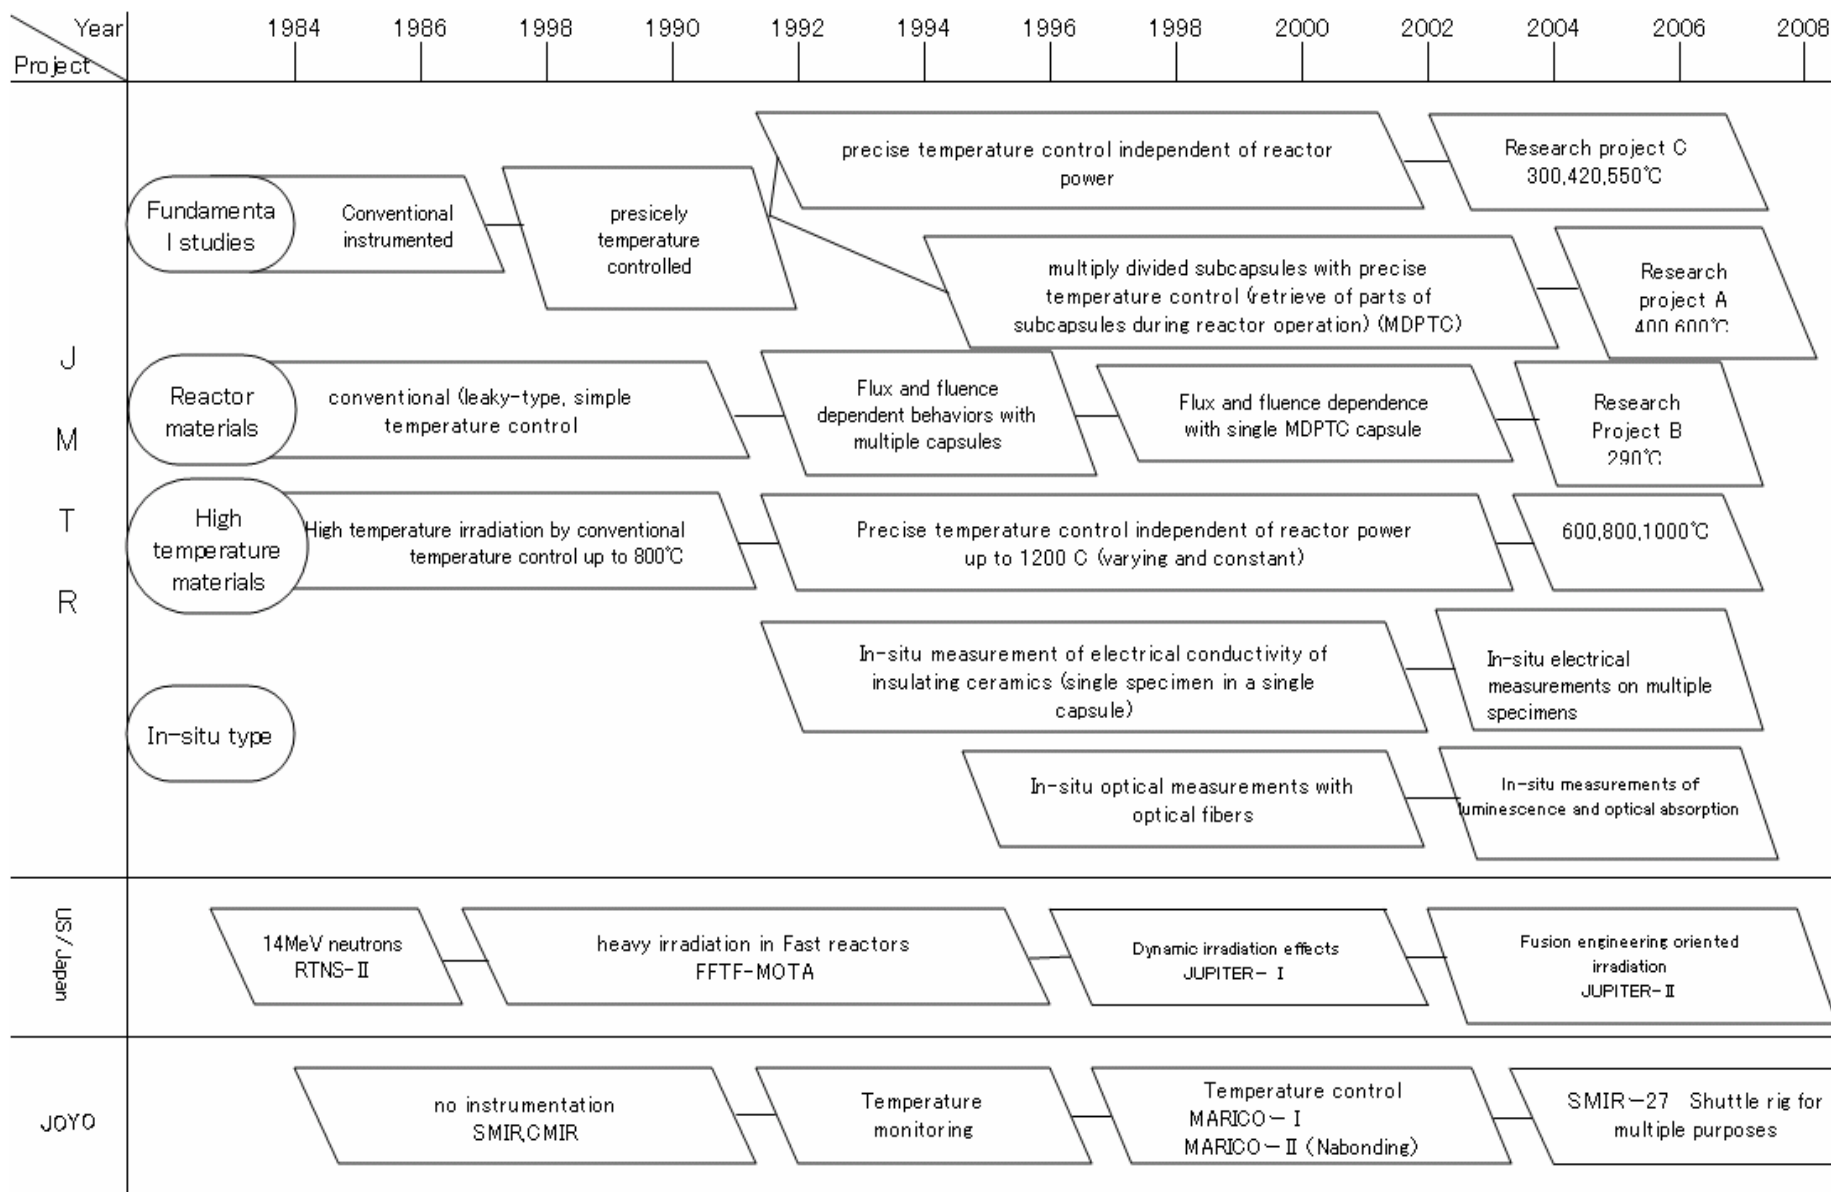 Year
1984 1986 1998 1990 1992 1994 1996 1998 2000 2002 2004 2006 2008
Project
J
M
T
R
Fundamenta
l studies
Conventional
instrumented
presicely
temperature
controlled
precise temperature control independent of reactor
power
Research project C
300,420,550℃
multiply divided subcapsules with precise
temperature control (retrieve of parts of
subcapsules during reactor operation) (MDPTC)
Research
project A
400,600℃
Reactor
materials
conventional (leaky-type, simple
temperature control
Flux and fluence
dependent behaviors with
multiple capsules
Flux and fluence dependence
with single MDPTC capsule
Research
Project B
290℃
High
temperature
materials
High temperature irradiation by conventional
temperature control up to 800℃
Precise temperature control independent of reactor power
up to 1200 C (varying and constant)
600,800,1000℃
In-situ type
In-situ measurement of electrical conductivity of
insulating ceramics (single specimen in a single
capsule)
In-situ electrical
measurements on multiple
specimens
In-situ optical measurements with
optical fibers
In-situ measurements of
luminescence and optical absorption
US/Japan
14MeV neutrons
RTNS-Ⅱ
heavy irradiation in Fast reactors
FFTF-MOTA
Dynamic irradiation effects
JUPITER- Ⅰ
Fusion engineering oriented
irradiation
JUPITER-Ⅱ
JOYO
no instrumentation
SMIR,CMIR
Temperature
monitoring
Temperature control
MARICO－Ⅰ
MARICO－Ⅱ (Nabonding)
SMIR－27 Shuttle rig for
multiple purposes